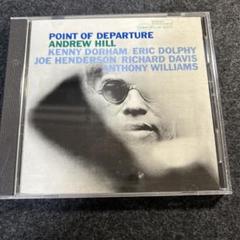 POINT OF DEPARTURE
ANDREW HILL
KENNY DORHAM/ERIC DOLPHY
JOE HENDERSON/RICHARD DAVIS
ANTHONY WILLIAMS